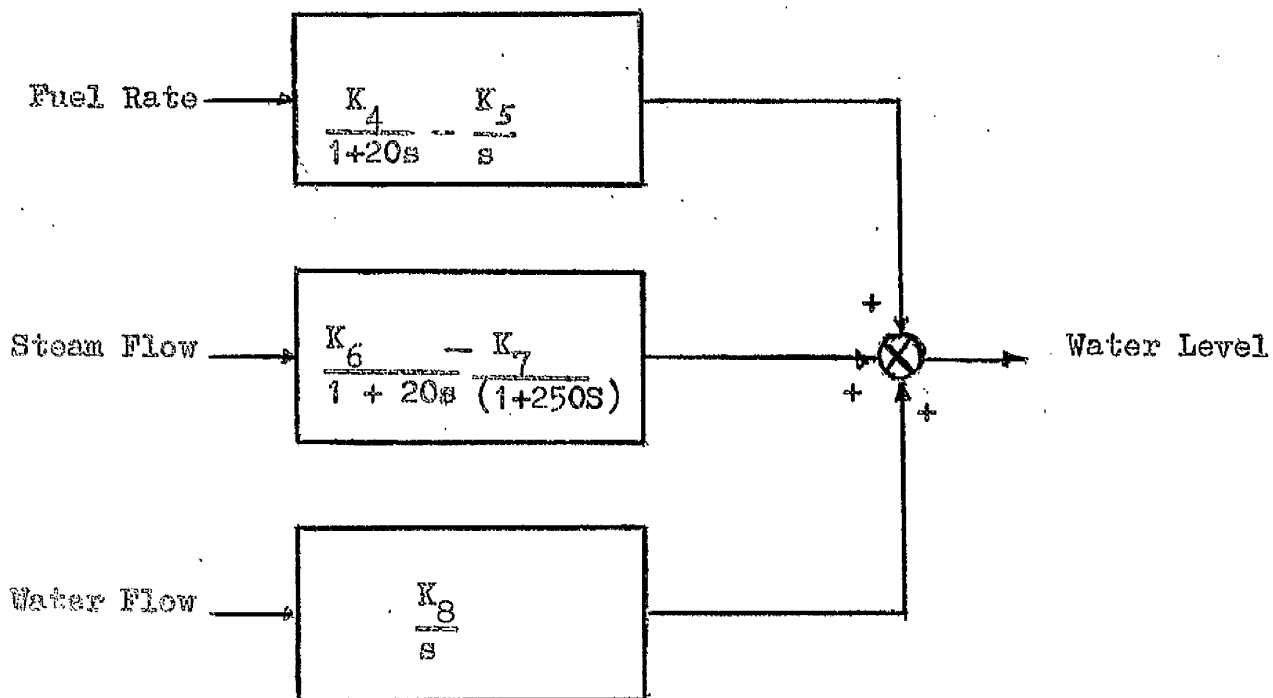 Fuel Rate
K4 K5
1+20s - s
+
Steam Flow
K6 - K7
1 + 20s (1+250S)
Water Level
+
+
Water Flow
K8
s